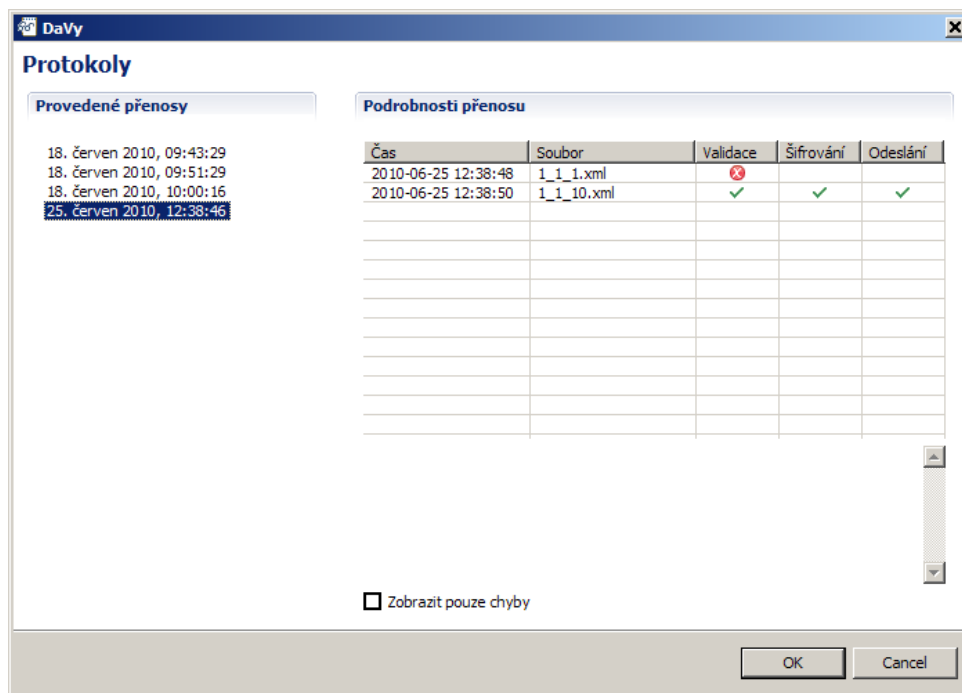 DaVy
Protokoly
Provedené přenosy
18. červen 2010, 09:43:29
18. červen 2010, 09:51:29
18. červen 2010, 10:00:16
25. červen 2010, 12:38:46
Podrobnosti přenosu
Čas Soubor Validace Šifrování Odeslání
2010-06-25 12:38:48 1_1_1.xml
2010-06-25 12:38:50 1_1_10.xml
Zobrazit pouze chyby
OK Cancel